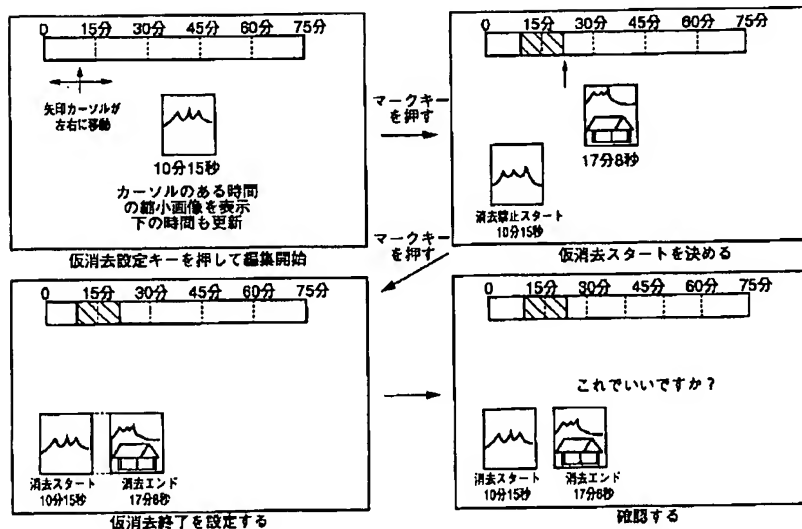 0 15分 30分 45分 60分 75分
矢印カーソルが
左右に移動
10分15秒
カーソルのある時間
の縮小画像を表示
下の時間も更新
仮消去設定キーを押して編集開始
マークキー
を押す
0 15分 30分 45分 60分 75分
17分8秒
消去禁止スタート
10分15秒
仮消去スタートを決める
マークキー
を押す
0 15分 30分 45分 60分 75分
消去スタート
10分15秒
消去エンド
17分8秒
仮消去終了を設定する
0 15分 30分 45分 60分 75分
これでいいですか?
消去スタート
10分15秒
消去エンド
17分8秒
確認する